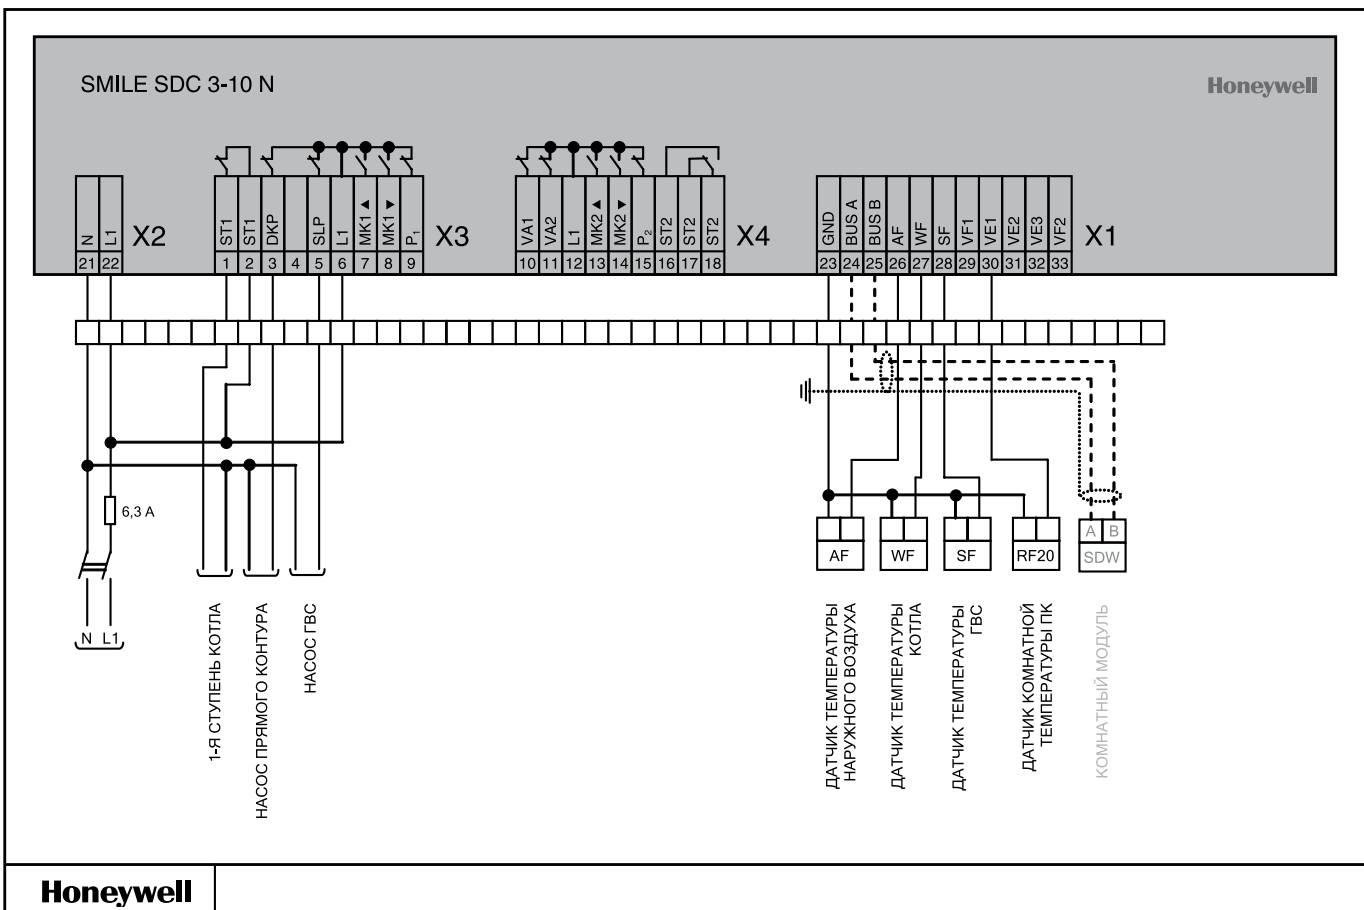 SMILE SDC 3-10 N
Honeywell
N
L1
X2
ST1
ST1
DKP
SLP
L1
MK1 ◄
MK1 ►
P1
X3
VA1
VA2
L1
MK2 ◄
MK2 ►
P2
ST2
ST2
ST2
X4
GND
BUS A
BUS B
AF
WF
SF
VF1
VE1
VE2
VE3
VF2
X1
21 22
1 2 3 4 5 6 7 8 9
10 11 12 13 14 15 16 17 18
23 24 25 26 27 28 29 30 31 32 33
6,3 A
A B
AF
WF
SF
RF20
SDW
N L1
1-Я СТУПЕНЬ КОТЛА
НАСОС ПРЯМОГО КОНТУРА
НАСОС ГВС
ДАТЧИК ТЕМПЕРАТУРЫ
НАРУЖНОГО ВОЗДУХА
ДАТЧИК ТЕМПЕРАТУРЫ
КОТЛА
ДАТЧИК ТЕМПЕРАТУРЫ
ГВС
ДАТЧИК КОМНАТНОЙ
ТЕМПЕРАТУРЫ ПК
КОМНАТНЫЙ МОДУЛЬ
Honeywell